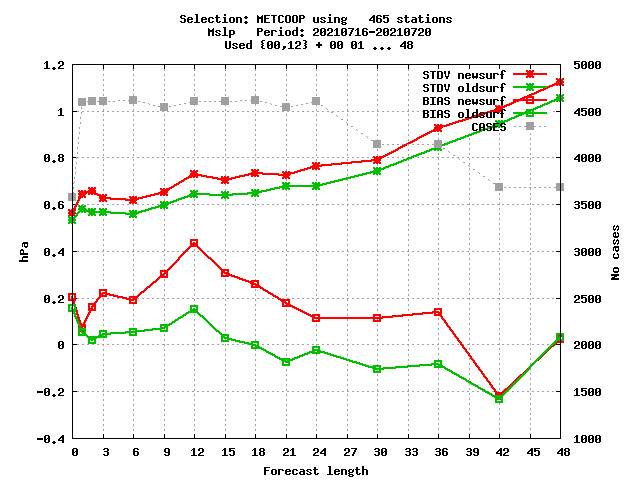 Selection: METCOOP using   465 stations
Mslp   Period: 20210716-20210720
Used {00,12} + 00 01 ... 48
STDV newsurf
STDV oldsurf
BIAS newsurf
BIAS oldsurf
CASES
1.2
1
0.8
0.6
0.4
0.2
0
-0.2
-0.4
hPa
5000
4500
4000
3500
3000
2500
2000
1500
1000
No cases
0 3 6 9 12 15 18 21 24 27 30 33 36 39 42 45 48
Forecast length